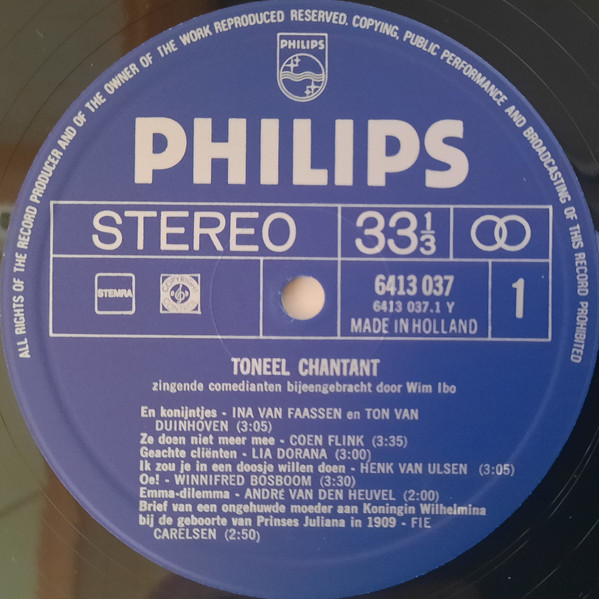 ALL RIGHTS OF THE RECORD PRODUCER AND OF THE OWNER OF THE WORK REPRODUCED RESERVED. COPYING, PUBLIC PERFORMANCE AND BROADCASTING OF THIS RECORD PROHIBITED
PHILIPS
PHILIPS
STEREO
33 1/3
STEMRA
6413 037
6413 037.1 Y
MADE IN HOLLAND
1
TONEEL CHANTANT
zingende comedianten bijeengebracht door Wim Ibo
En konijntjes - INA VAN FAASSEN en TON VAN
DUINHOVEN (3:05)
Ze doen niet meer mee - COEN FLINK (3:35)
Geachte cliënten - LIA DORANA (3:00)
Ik zou je in een doosje willen doen - HENK VAN ULSEN (3:05)
Oe! - WINNIFRED BOSBOOM (3:30)
Emma-dilemma - ANDRÉ VAN DEN HEUVEL (2:00)
Brief van een ongehuwde moeder aan Koningin Wilhelmina
bij de geboorte van Prinses Juliana in 1909 - FIE
CARELSEN (2:50)